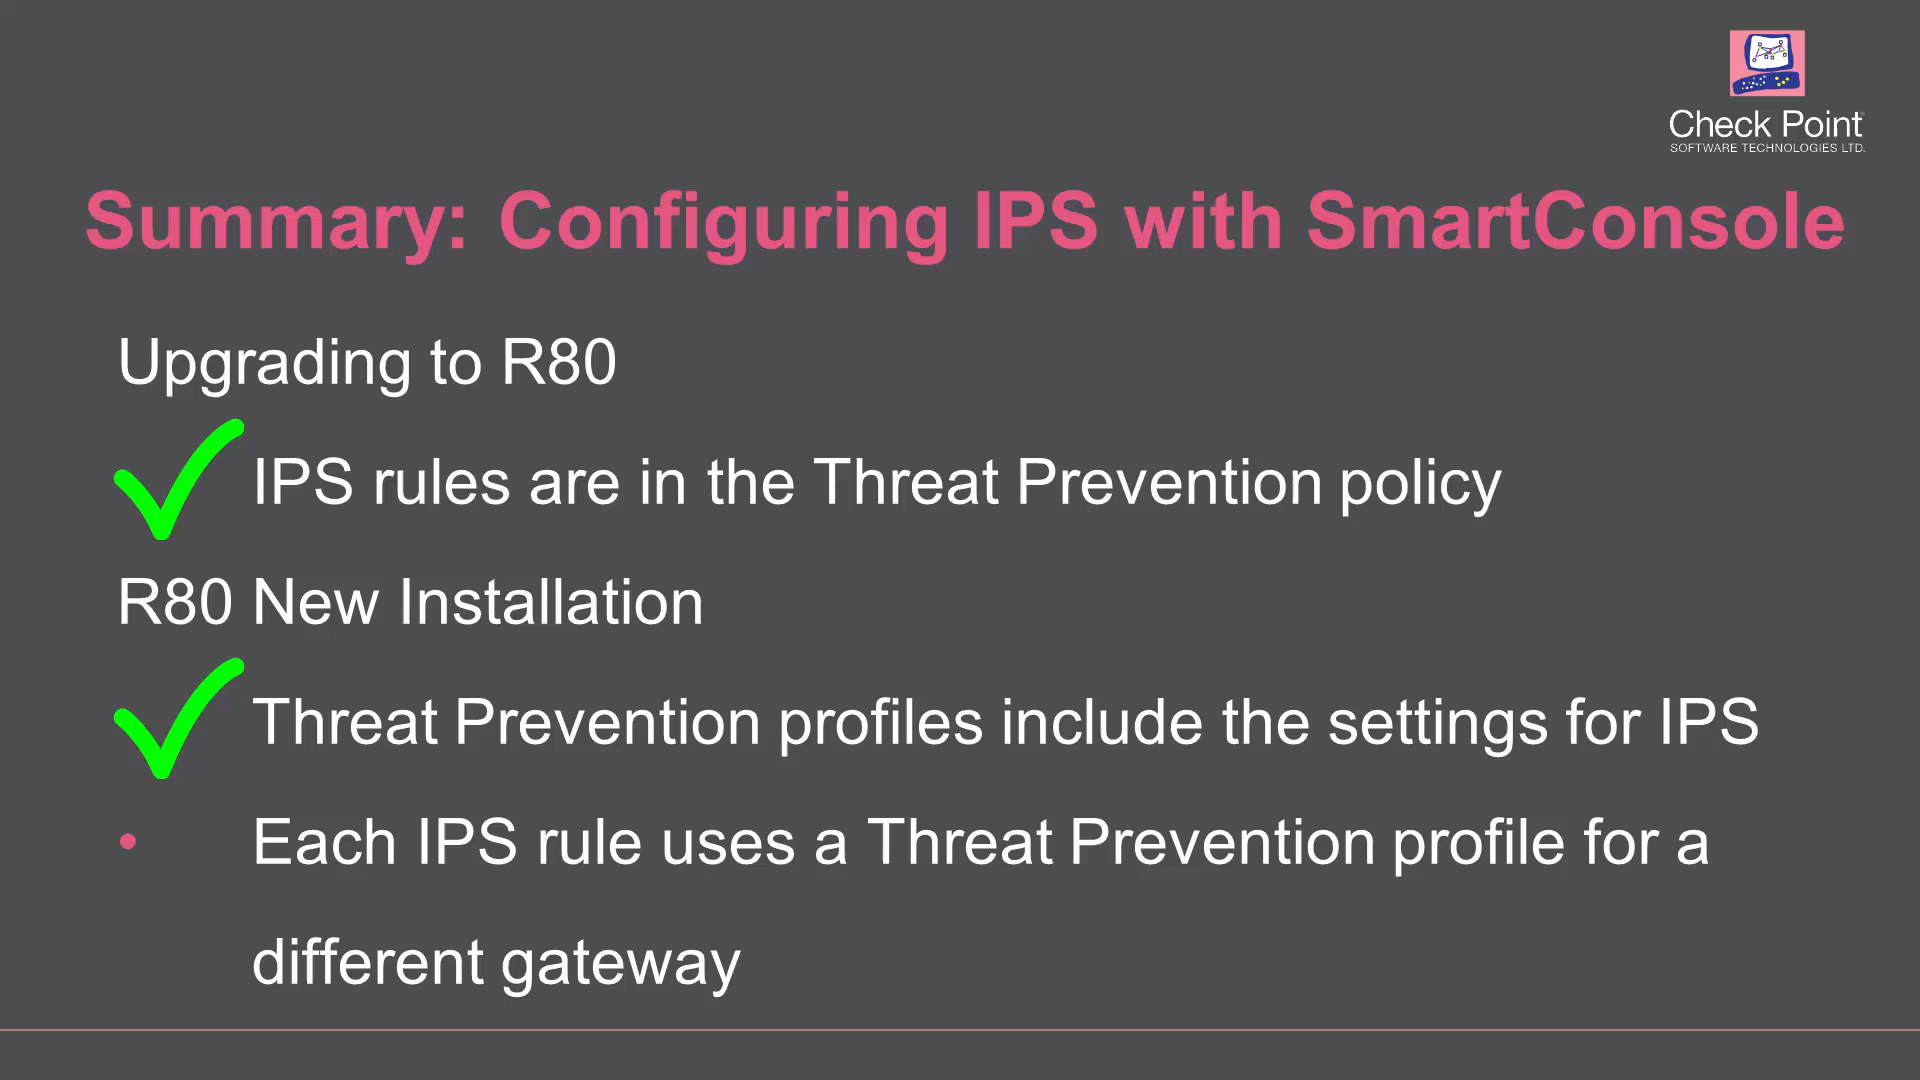 Check Point
SOFTWARE TECHNOLOGIES LTD.
Summary: Configuring IPS with SmartConsole
Upgrading to R80
IPS rules are in the Threat Prevention policy
R80 New Installation
Threat Prevention profiles include the settings for IPS
• Each IPS rule uses a Threat Prevention profile for a
different gateway